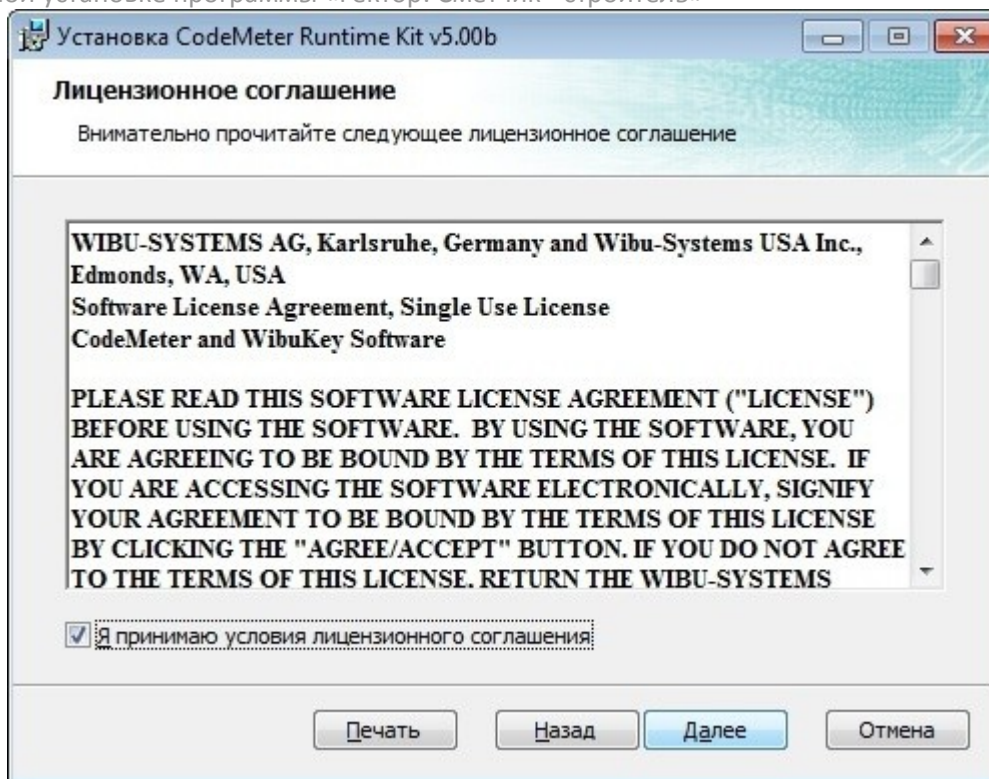 установке программы «Гектор: Сметчик - строитель»
Установка CodeMeter Runtime Kit v5.00b
Лицензионное соглашение
Внимательно прочитайте следующее лицензионное соглашение
WIBU-SYSTEMS AG, Karlsruhe, Germany and Wibu-Systems USA Inc.,
Edmonds, WA, USA
Software License Agreement, Single Use License
CodeMeter and WibuKey Software
PLEASE READ THIS SOFTWARE LICENSE AGREEMENT ("LICENSE")
BEFORE USING THE SOFTWARE.  BY USING THE SOFTWARE, YOU
ARE AGREEING TO BE BOUND BY THE TERMS OF THIS LICENSE.  IF
YOU ARE ACCESSING THE SOFTWARE ELECTRONICALLY, SIGNIFY
YOUR AGREEMENT TO BE BOUND BY THE TERMS OF THIS LICENSE
BY CLICKING THE "AGREE/ACCEPT" BUTTON. IF YOU DO NOT AGREE
TO THE TERMS OF THIS LICENSE, RETURN THE WIBU-SYSTEMS
Я принимаю условия лицензионного соглашения
Печать
Назад
Далее
Отмена